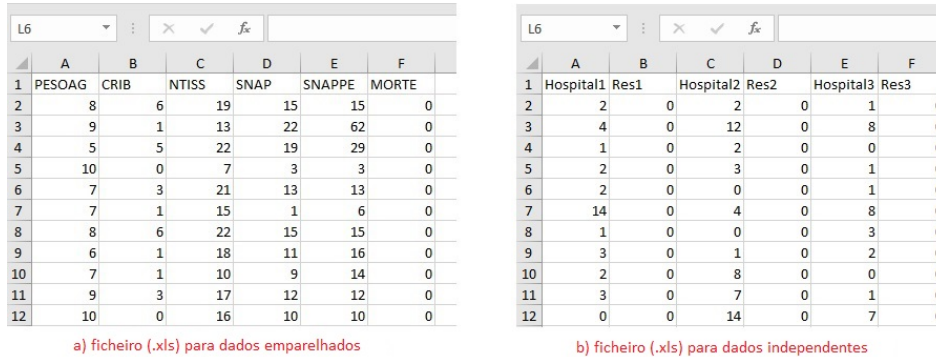 L6 fx
A B C D E F
1 PESOAG CRIB NTISS SNAP SNAPPE MORTE
2 8 6 19 15 15 0
3 9 1 13 22 62 0
4 5 5 22 19 29 0
5 10 0 7 3 3 0
6 7 3 21 13 13 0
7 7 1 15 1 6 0
8 8 6 22 15 15 0
9 6 1 18 11 16 0
10 7 1 10 9 14 0
11 9 3 17 12 12 0
12 10 0 16 10 10 0
a) ficheiro (.xls) para dados emparelhados
L6 fx
A B C D E F
1 Hospital1 Res1 Hospital2 Res2 Hospital3 Res3
2 2 0 2 0 1
3 4 0 12 0 8
4 1 0 2 0 0
5 2 0 3 0 1
6 2 0 0 0 1
7 14 0 4 0 8
8 1 0 0 0 3
9 3 0 1 0 2
10 2 0 8 0 0
11 3 0 7 0 1
12 0 0 14 0 7
b) ficheiro (.xls) para dados independentes